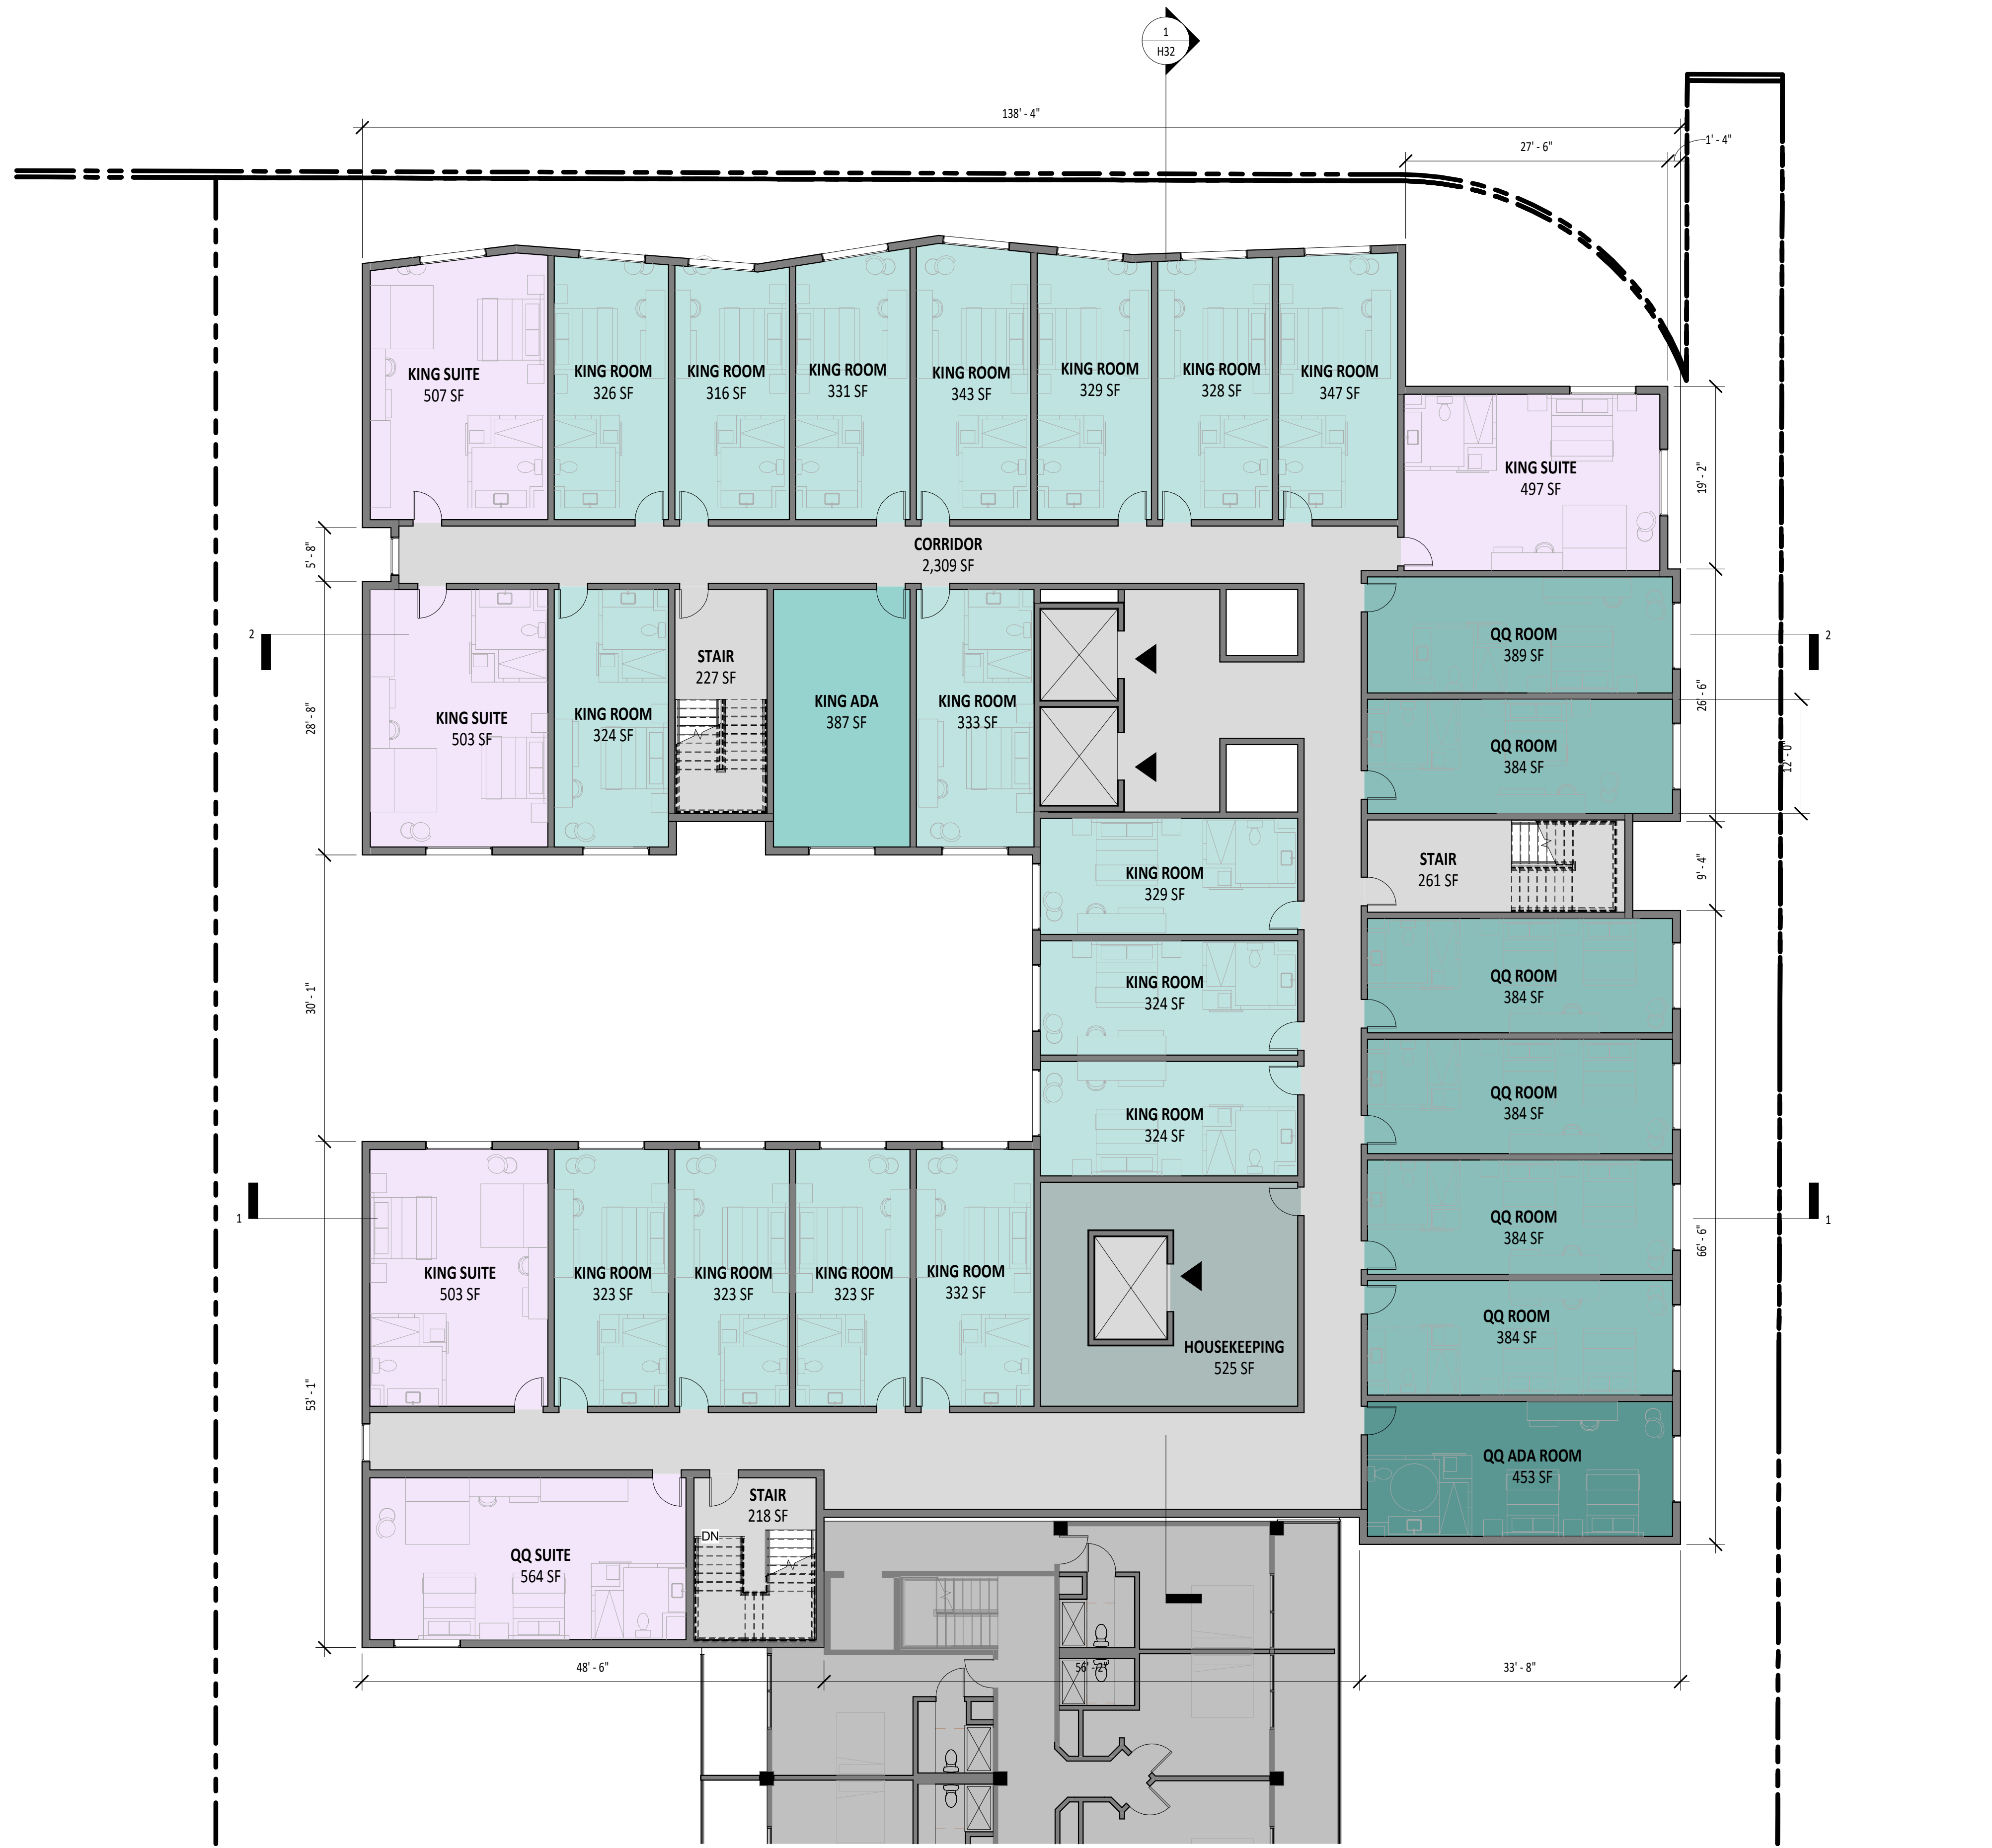 1
H32
138' - 4"
1' - 4"
27' - 6"
KING SUITE
507 SF
KING ROOM
326 SF
KING ROOM
316 SF
KING ROOM
331 SF
KING ROOM
343 SF
KING ROOM
329 SF
KING ROOM
328 SF
KING ROOM
347 SF
KING SUITE
497 SF
19' - 2"
5' - 8"
CORRIDOR
2,309 SF
2
28' - 8"
KING SUITE
503 SF
KING ROOM
324 SF
STAIR
227 SF
KING ADA
387 SF
KING ROOM
333 SF
QQ ROOM
389 SF
2
26' - 6"
QQ ROOM
384 SF
12' - 0"
KING ROOM
329 SF
STAIR
261 SF
9' - 4"
30' - 1"
KING ROOM
324 SF
QQ ROOM
384 SF
KING ROOM
324 SF
QQ ROOM
384 SF
1
KING SUITE
503 SF
KING ROOM
323 SF
KING ROOM
323 SF
KING ROOM
323 SF
KING ROOM
332 SF
QQ ROOM
384 SF
1
66' - 6"
HOUSEKEEPING
525 SF
QQ ROOM
384 SF
53' - 1"
QQ ADA ROOM
453 SF
STAIR
218 SF
DN
QQ SUITE
564 SF
48' - 6"
56' - 2"
33' - 8"